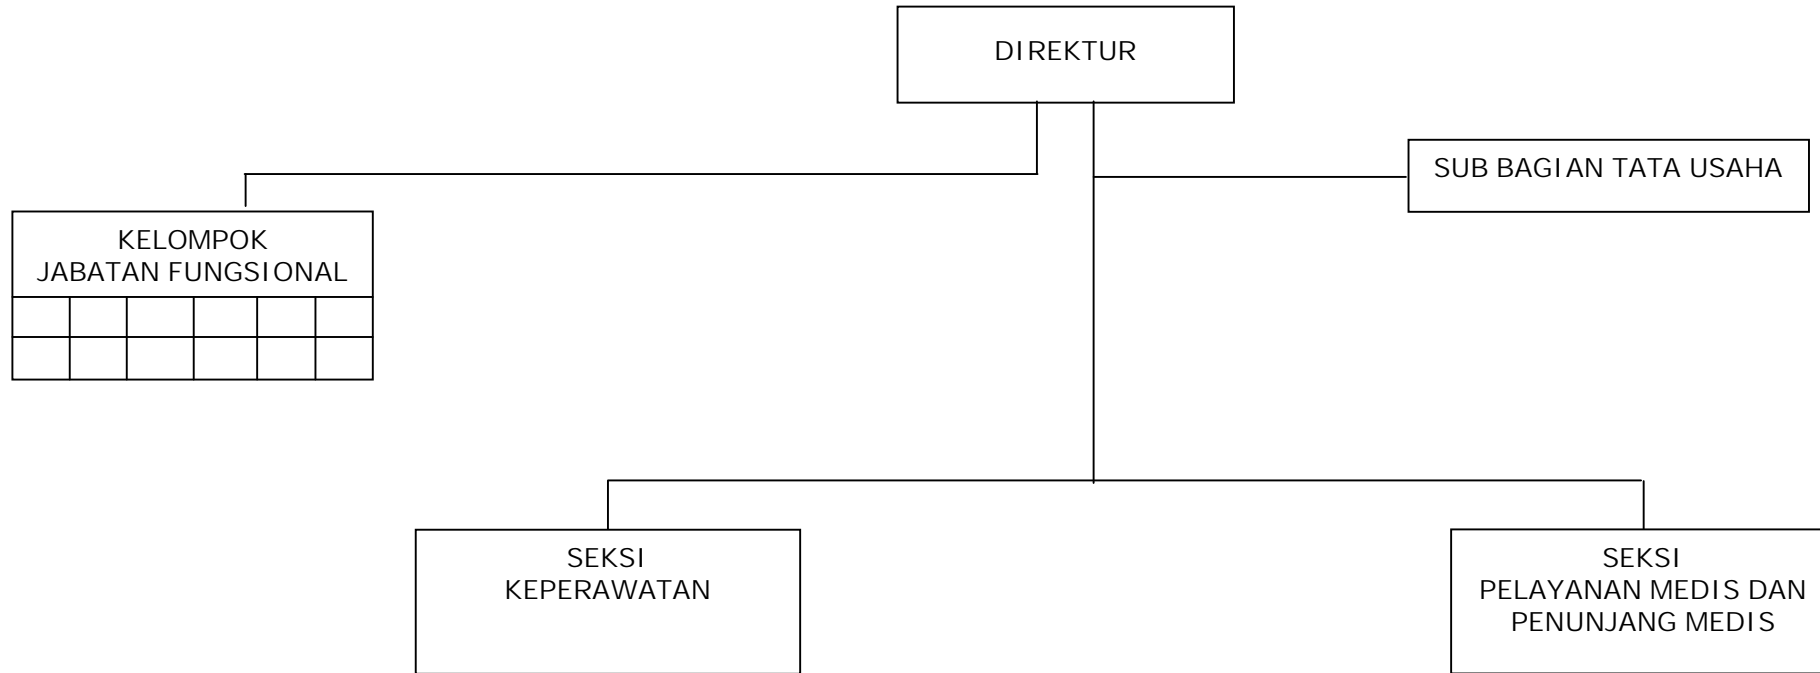 DIREKTUR
SUB BAGIAN TATA USAHA
KELOMPOK
JABATAN FUNGSIONAL
SEKSI
KEPERAWATAN
SEKSI
PELAYANAN MEDIS DAN
PENUNJANG MEDIS